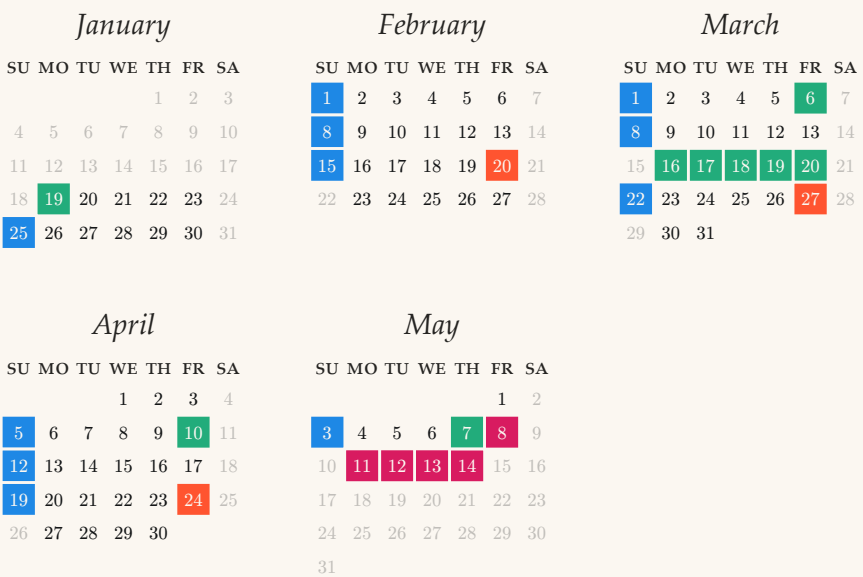 January
SU MO TU WE TH FR SA
1 2 3
4 5 6 7 8 9 10
11 12 13 14 15 16 17
18 19 20 21 22 23 24
25 26 27 28 29 30 31
February
SU MO TU WE TH FR SA
1 2 3 4 5 6 7
8 9 10 11 12 13 14
15 16 17 18 19 20 21
22 23 24 25 26 27 28
March
SU MO TU WE TH FR SA
1 2 3 4 5 6 7
8 9 10 11 12 13 14
15 16 17 18 19 20 21
22 23 24 25 26 27 28
29 30 31
April
SU MO TU WE TH FR SA
1 2 3 4
5 6 7 8 9 10 11
12 13 14 15 16 17 18
19 20 21 22 23 24 25
26 27 28 29 30
May
SU MO TU WE TH FR SA
1 2
3 4 5 6 7 8 9
10 11 12 13 14 15 16
17 18 19 20 21 22 23
24 25 26 27 28 29 30
31